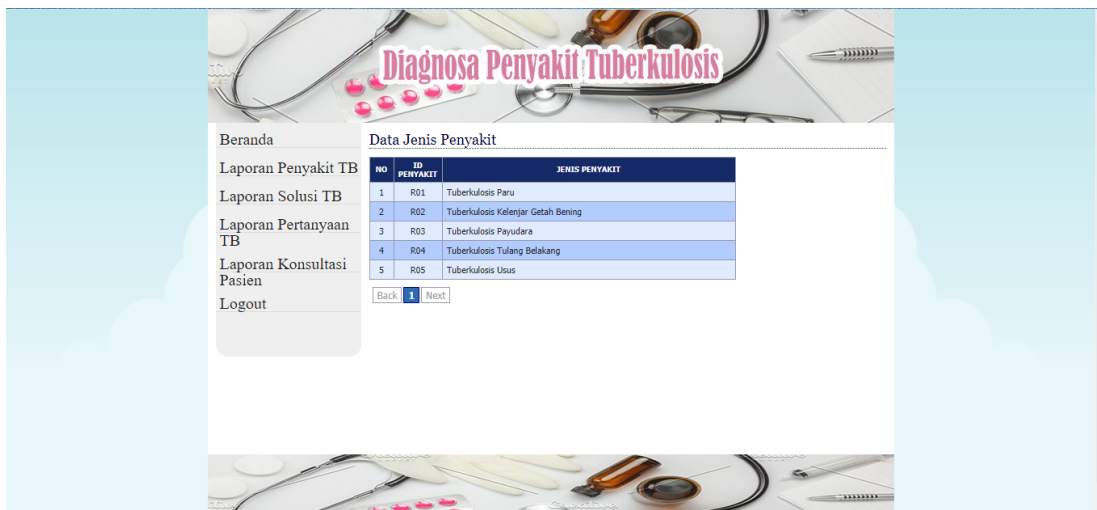 Diagnosa Penyakit Tuberkulosis
Beranda
Laporan Penyakit TB
Laporan Solusi TB
Laporan Pertanyaan
TB
Laporan Konsultasi
Pasien
Logout
Data Jenis Penyakit
NO ID PENYAKIT JENIS PENYAKIT
1 R01 Tuberkulosis Paru
2 R02 Tuberkulosis Kelenjar Getah Bening
3 R03 Tuberkulosis Payudara
4 R04 Tuberkulosis Tulang Belakang
5 R05 Tuberkulosis Usus
Back 1 Next